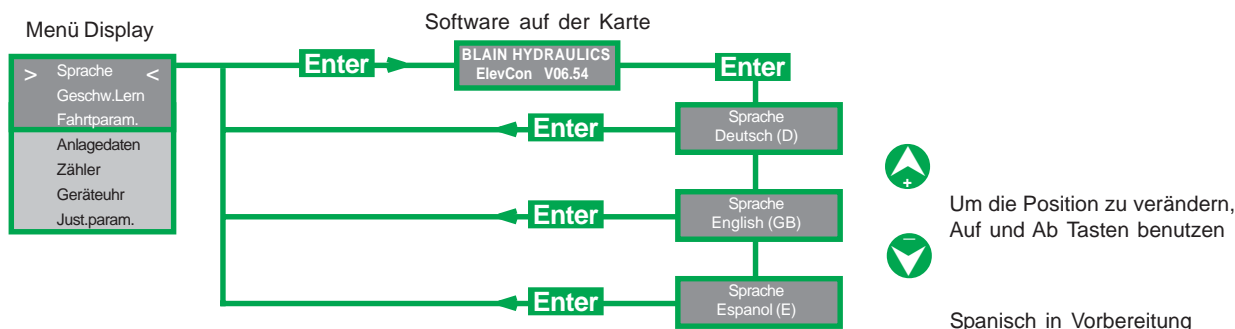 Menü Display
Software auf der Karte
> Sprache <
Geschw.Lern
Fahrtparam.
Anlagedaten
Zähler
Geräteuhr
Just.param.
Enter
BLAIN HYDRAULICS
ElevCon V06.54
Enter
Enter
Sprache
Deutsch (D)
Enter
Sprache
English (GB)
Enter
Sprache
Espanol (E)
+
Um die Position zu verändern,
Auf und Ab Tasten benutzen
−
Spanisch in Vorbereitung